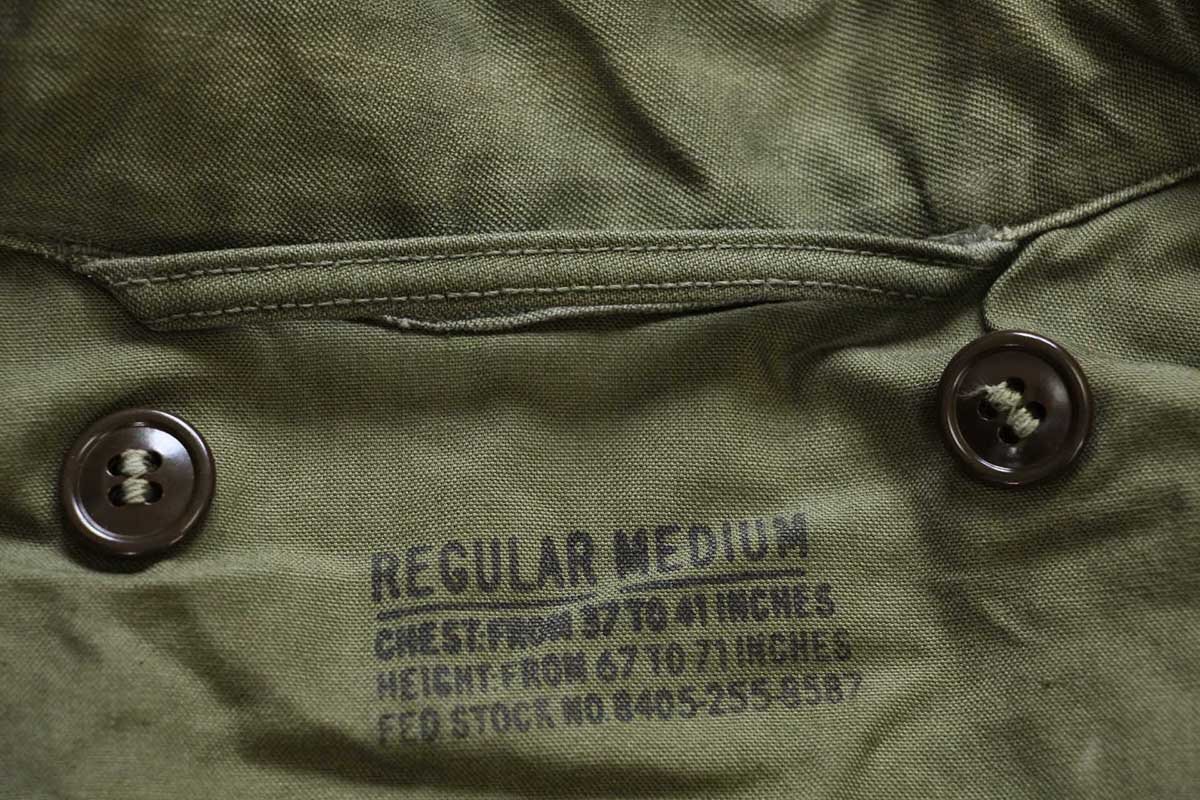 REGULAR MEDIUM
CHEST:FROM 37 TO 41 INCHES
HEIGHT:FROM 67 TO 71 INCHES
FED STOCK NO.8405-255-8587